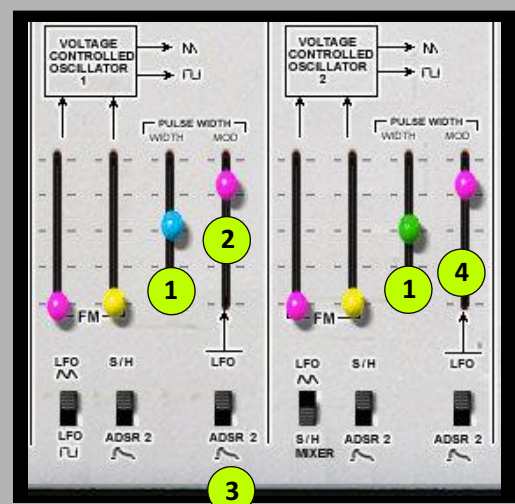 VOLTAGE
CONTROLLED
OSCILLATOR
1
PULSE WIDTH
WIDTH MOD
2
1
FM
LFO S/H LFO
LFO ADSR 2 ADSR 2
3
VOLTAGE
CONTROLLED
OSCILLATOR
2
PULSE WIDTH
WIDTH MOD
4
1
FM
LFO S/H LFO
S/H
MIXER ADSR 2 ADSR 2